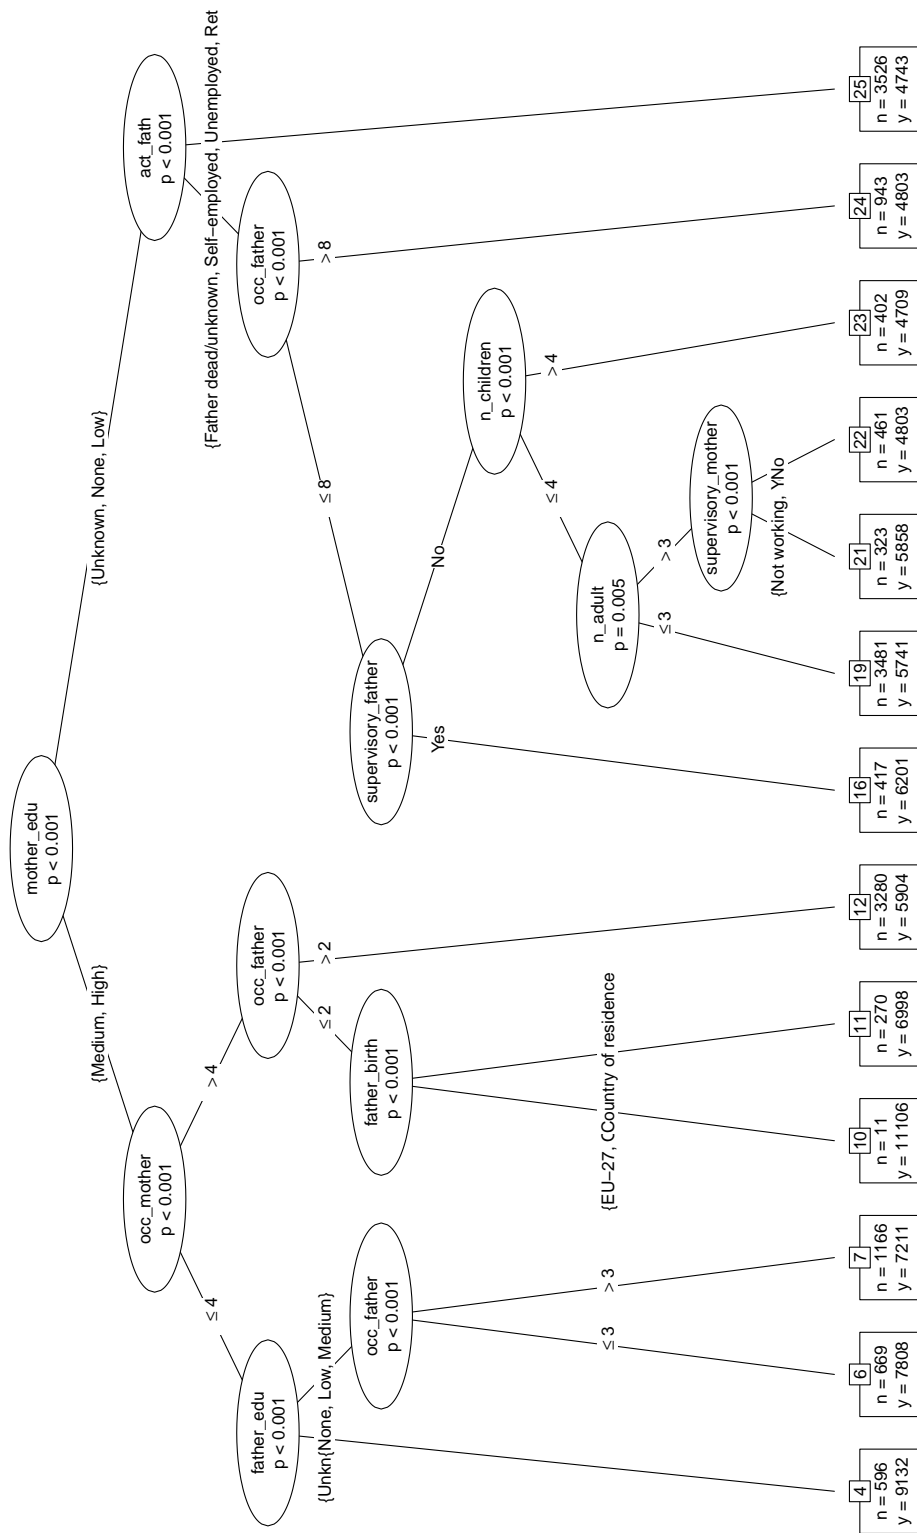 mother_edu
p < 0.001
{Medium, High}
{Unknown, None, Low}
occ_mother
p < 0.001
≤ 4
> 4
father_edu
p < 0.001
{Unkn{None, Low, Medium}
occ_father
p < 0.001
≤ 3
> 3
occ_father
p < 0.001
≤ 2
> 2
father_birth
p < 0.001
{EU−27, CCountry of residence
act_fath
p < 0.001
{Father dead/unknown, Self−employed, Unemployed, Ret
occ_father
p < 0.001
≤ 8
> 8
supervisory_father
p < 0.001
Yes
No
n_children
p < 0.001
≤ 4
> 4
n_adult
p = 0.005
≤ 3
> 3
supervisory_mother
p < 0.001
{Not working, YNo
4
n = 596
y = 9132
6
n = 669
y = 7808
7
n = 1166
y = 7211
10
n = 11
y = 11106
11
n = 270
y = 6998
12
n = 3280
y = 5904
16
n = 417
y = 6201
19
n = 3481
y = 5741
21
n = 323
y = 5858
22
n = 461
y = 4803
23
n = 402
y = 4709
24
n = 943
y = 4803
25
n = 3526
y = 4743